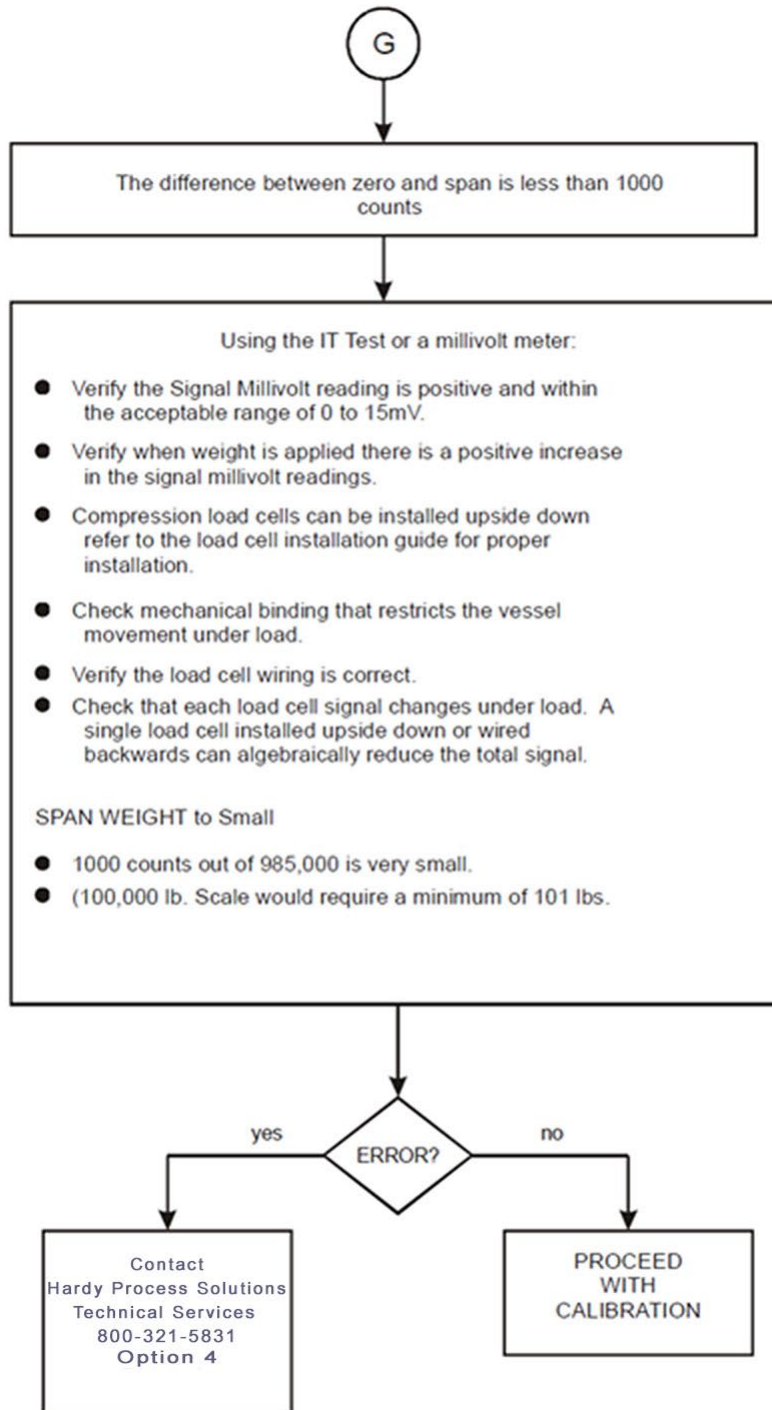 G
The difference between zero and span is less than 1000
counts
Using the IT Test or a millivolt meter:
● Verify the Signal Millivolt reading is positive and within
the acceptable range of 0 to 15mV.
● Verify when weight is applied there is a positive increase
in the signal millivolt readings.
● Compression load cells can be installed upside down
refer to the load cell installation guide for proper
installation.
● Check mechanical binding that restricts the vessel
movement under load.
● Verify the load cell wiring is correct.
● Check that each load cell signal changes under load. A
single load cell installed upside down or wired
backwards can algebraically reduce the total signal.
SPAN WEIGHT to Small
● 1000 counts out of 985,000 is very small.
● (100,000 lb. Scale would require a minimum of 101 lbs.
yes
ERROR?
no
Contact
Hardy Process Solutions
Technical Services
800-321-5831
Option 4
PROCEED
WITH
CALIBRATION